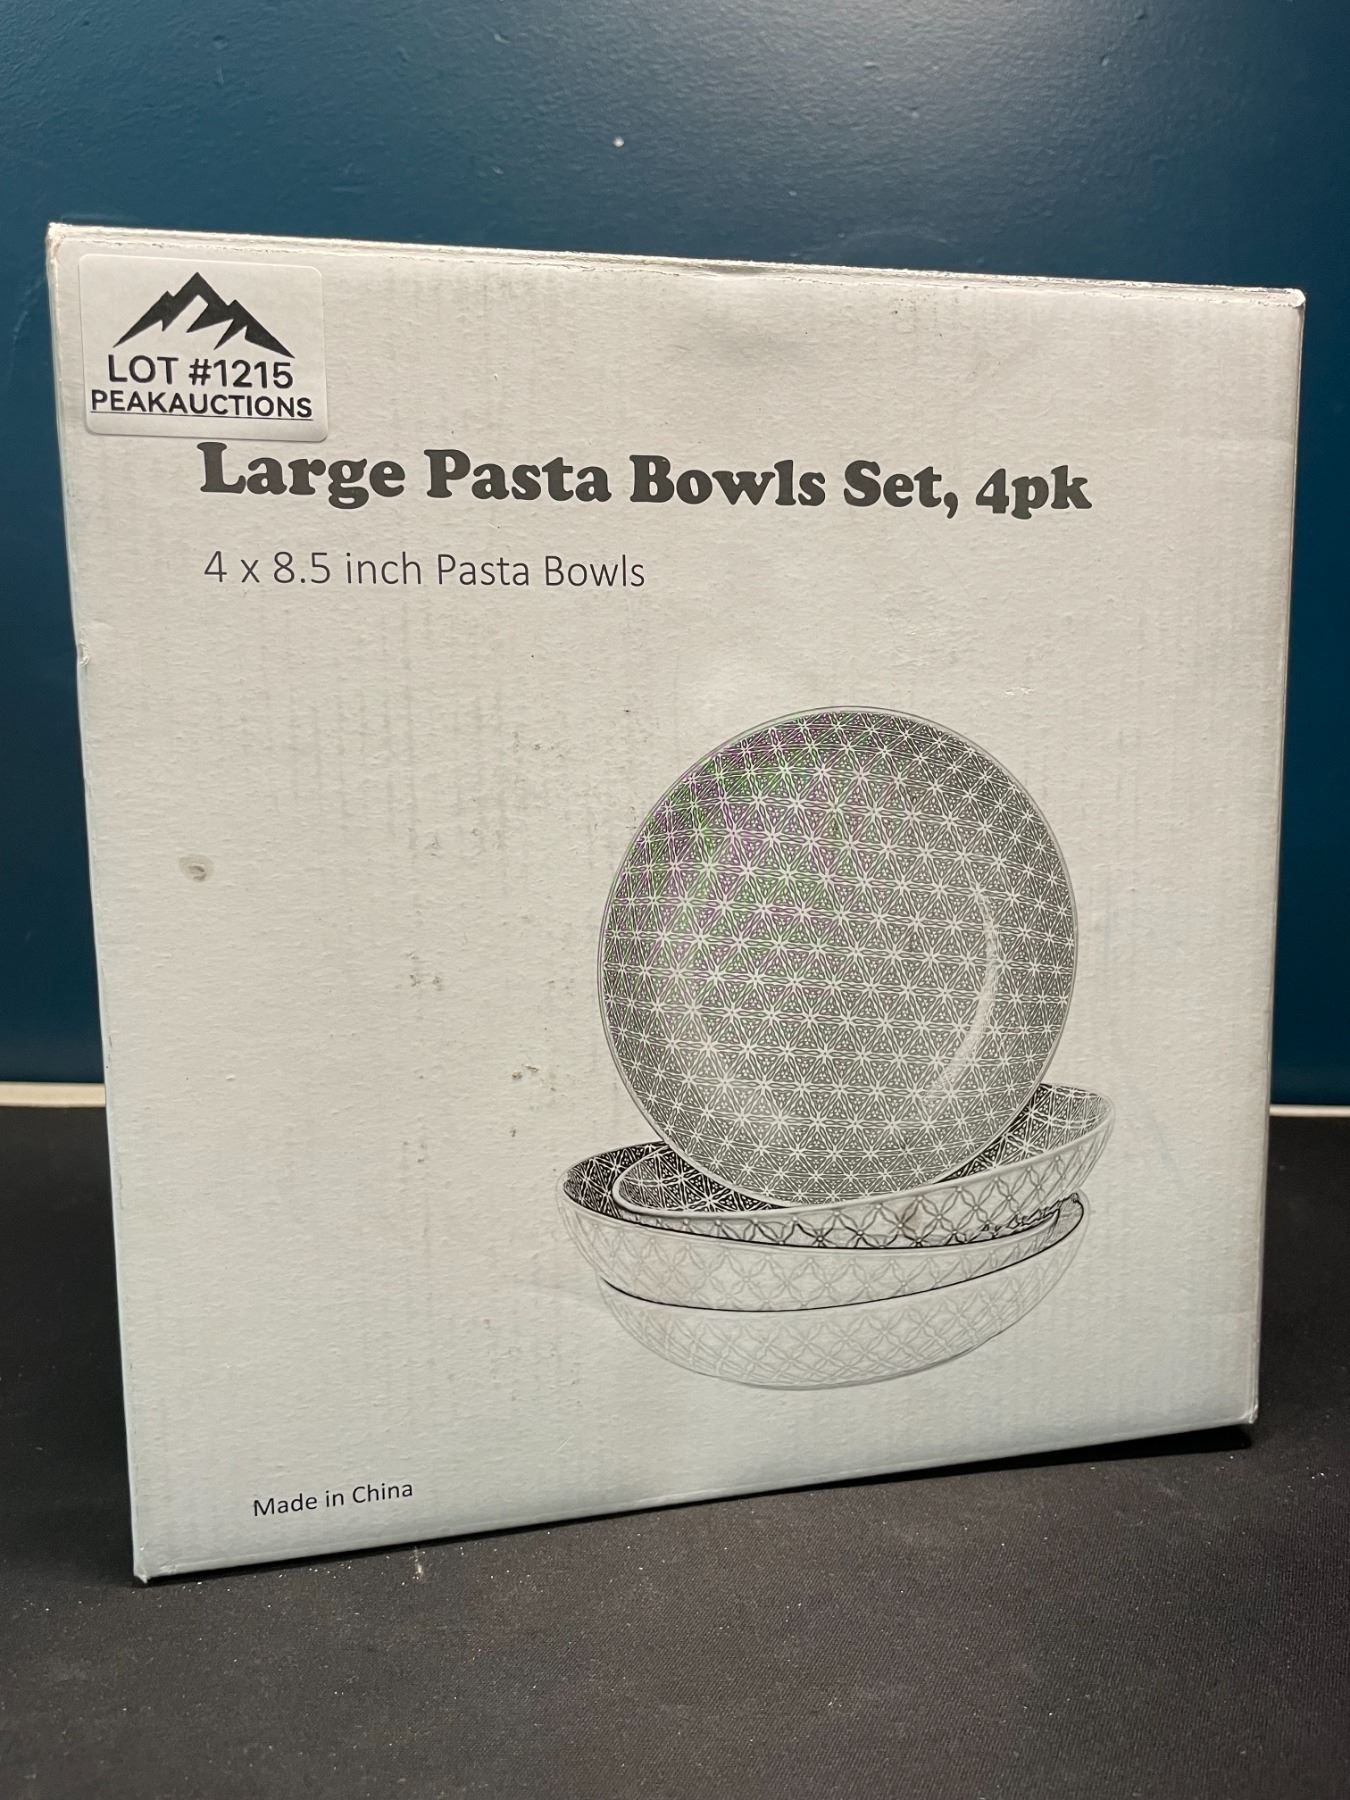 LOT #1215
PEAKAUCTIONS
Large Pasta Bowls Set, 4pk
4 x 8.5 inch Pasta Bowls
Made in China